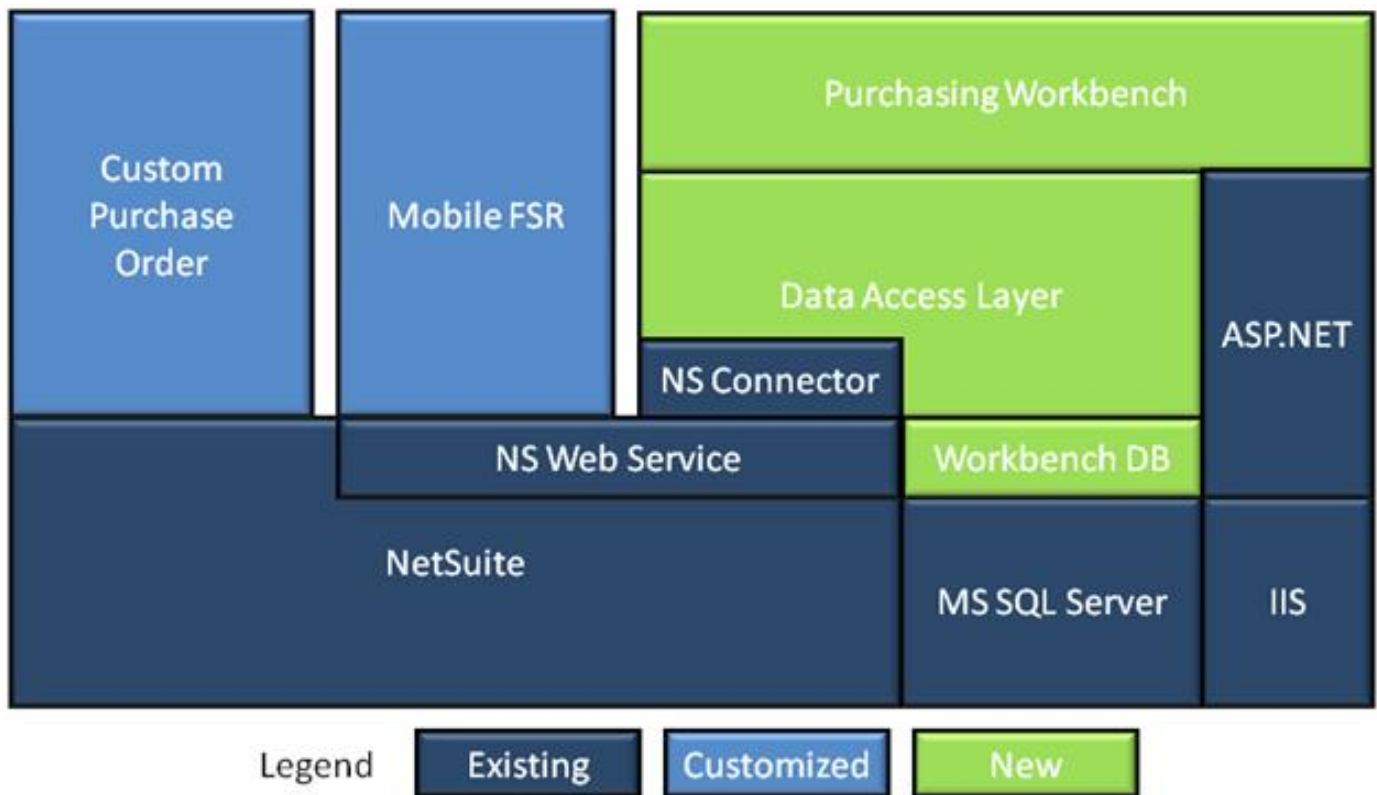 Purchasing Workbench
Custom
Purchase
Order
Mobile FSR
Data Access Layer
ASP.NET
NS Connector
NS Web Service
Workbench DB
NetSuite
MS SQL Server
IIS
Legend
Existing
Customized
New